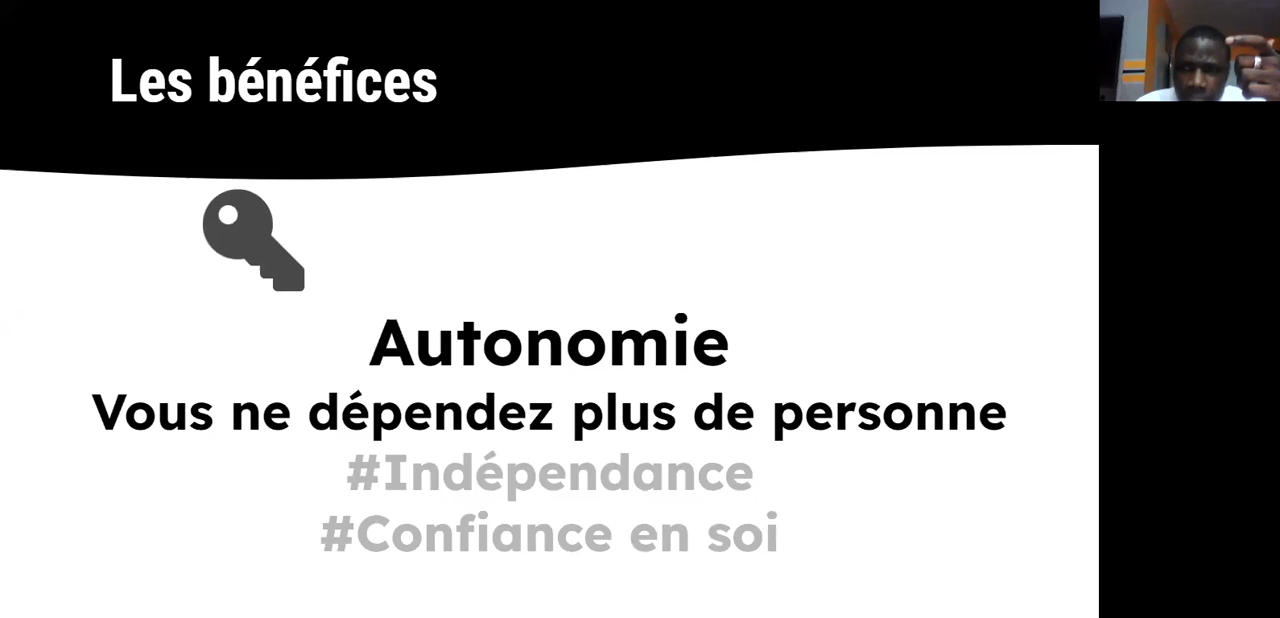 Les bénéfices
Autonomie
Vous ne dépendez plus de personne
#Indépendance
#Confiance en soi